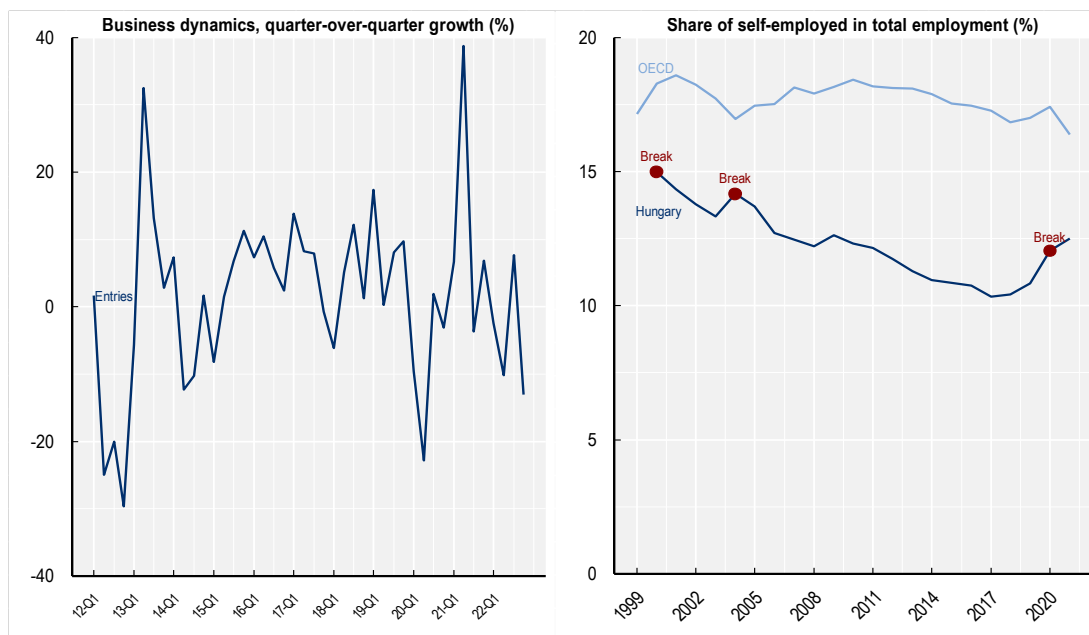 Business dynamics, quarter-over-quarter growth (%)
40
20
0
-20
-40
Entries
12-Q1
13-Q1
14-Q1
15-Q1
16-Q1
17-Q1
18-Q1
19-Q1
20-Q1
21-Q1
22-Q1
Share of self-employed in total employment (%)
20
15
10
5
0
OECD
Break
Break
Hungary
Break
1999
2002
2005
2008
2011
2014
2017
2020